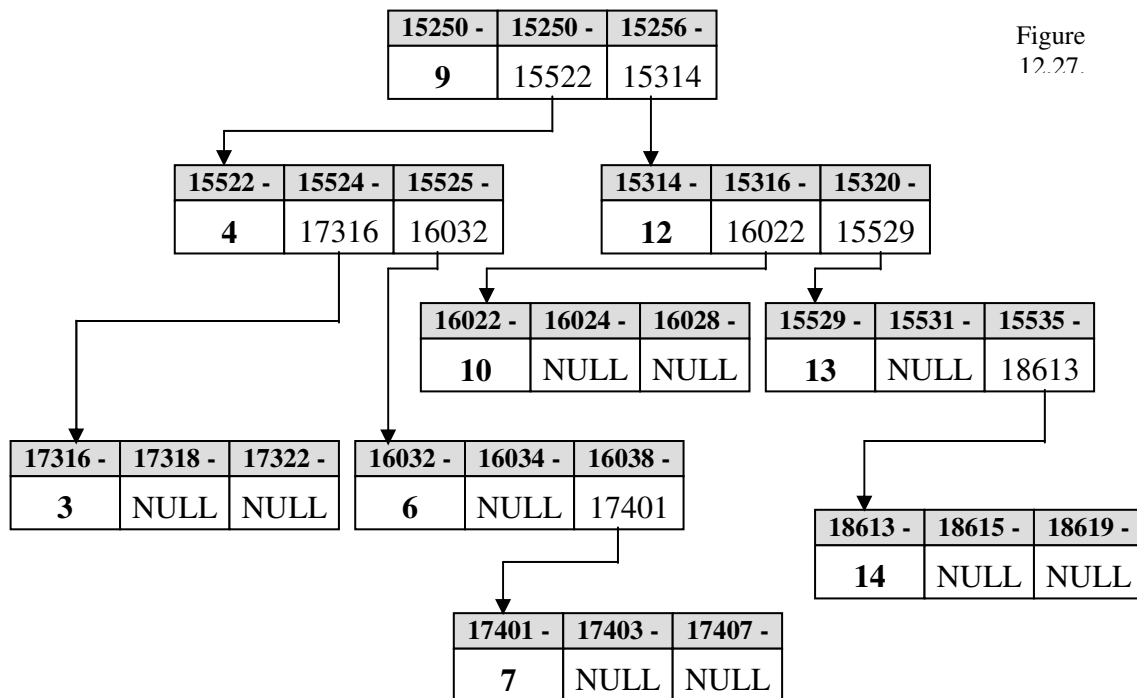 15250 - 15250 - 15256 -
9 15522 15314
Figure
12.27.
15522 - 15524 - 15525 -
4 17316 16032
15314 - 15316 - 15320 -
12 16022 15529
16022 - 16024 - 16028 -
10 NULL NULL
15529 - 15531 - 15535 -
13 NULL 18613
17316 - 17318 - 17322 -
3 NULL NULL
16032 - 16034 - 16038 -
6 NULL 17401
18613 - 18615 - 18619 -
14 NULL NULL
17401 - 17403 - 17407 -
7 NULL NULL